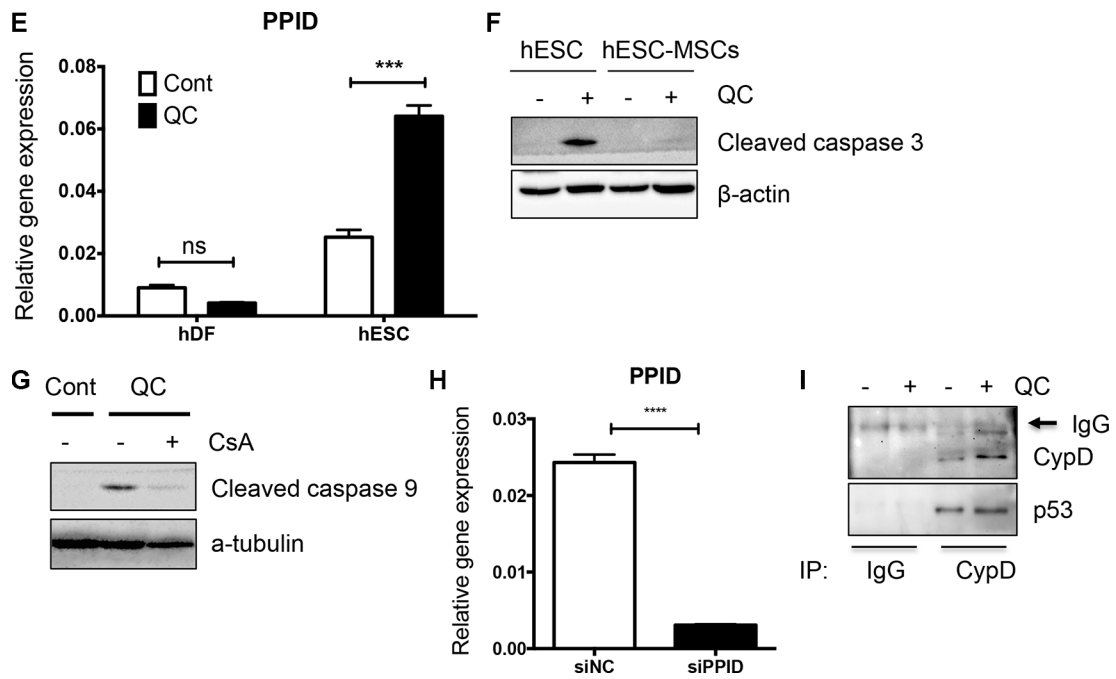 E
PPID
Relative gene expression
0.08
0.06
0.04
0.02
0.00
Cont
QC
***
ns
hDF
hESC
F
hESC hESC-MSCs
- + - + QC
Cleaved caspase 3
β-actin
G
Cont QC
- - + CsA
Cleaved caspase 9
a-tubulin
H
PPID
Relative gene expression
0.03
0.02
0.01
0.00
****
siNC
siPPID
I
- + - + QC
IgG
CypD
p53
IP: IgG CypD